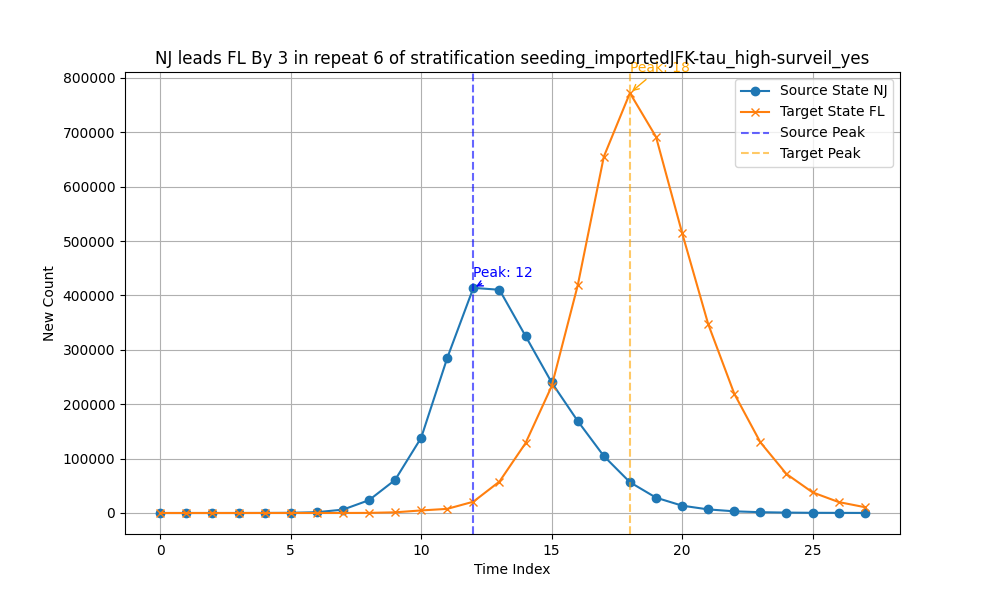 NJ leads FL By 3 in repeat 6 of stratification seeding_importedJFK-tau_high-surveil_yes
Peak: 18
Source State NJ
Target State FL
Source Peak
Target Peak
Peak: 12
New Count
800000
700000
600000
500000
400000
300000
200000
100000
0
0 5 10 15 20 25
Time Index